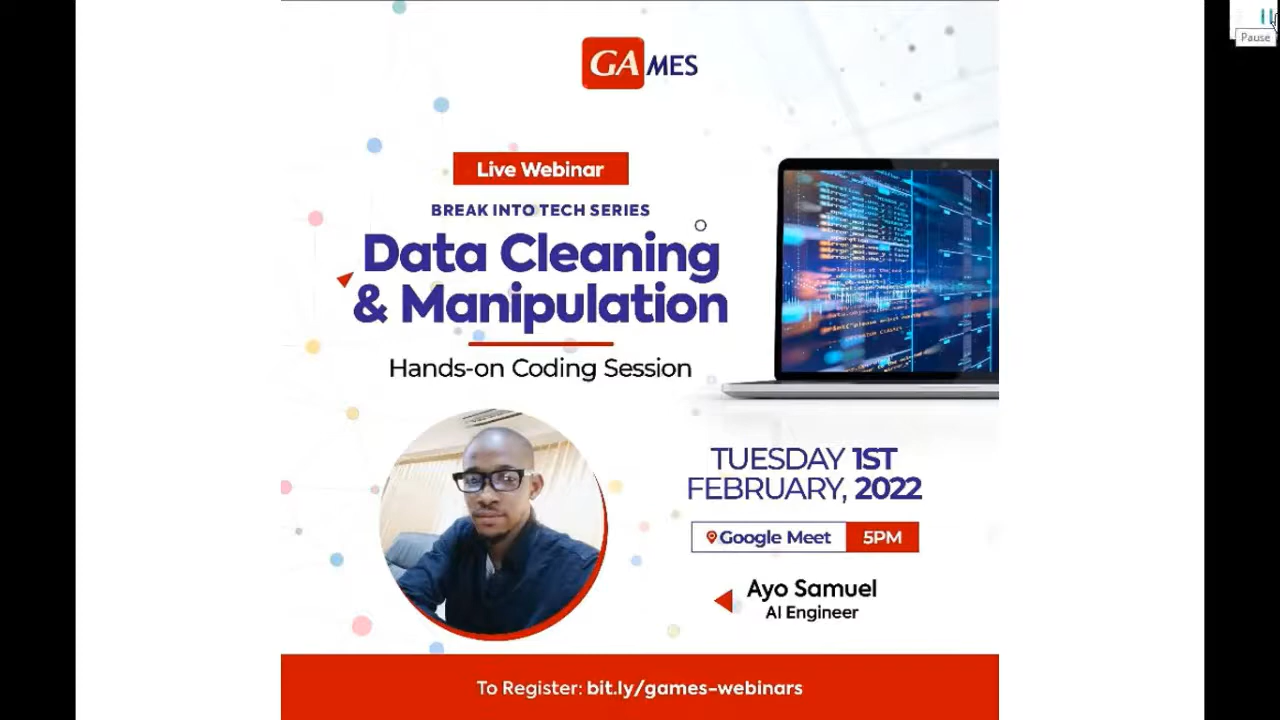 Pause
GAMES
Live Webinar
BREAK INTO TECH SERIES
Data Cleaning
& Manipulation
Hands-on Coding Session
TUESDAY 1ST
FEBRUARY, 2022
Google Meet 5PM
Ayo Samuel
AI Engineer
To Register: bit.ly/games-webinars